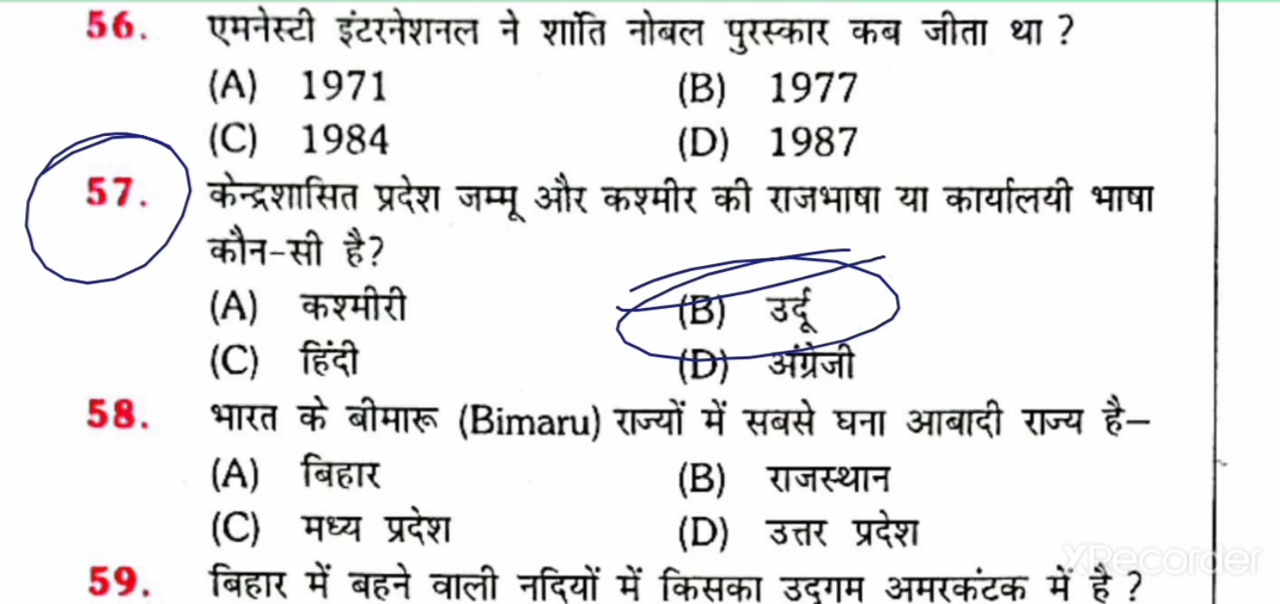 56. एमनेस्टी इंटरनेशनल ने शांति नोबल पुरस्कार कब जीता था ?
(A) 1971 (B) 1977
(C) 1984 (D) 1987
57. केन्द्रशासित प्रदेश जम्मू और कश्मीर की राजभाषा या कार्यालयी भाषा
कौन-सी है?
(A) कश्मीरी (B) उर्दू
(C) हिंदी (D) अंग्रेजी
58. भारत के बीमारू (Bimaru) राज्यों में सबसे घना आबादी राज्य है–
(A) बिहार (B) राजस्थान
(C) मध्य प्रदेश (D) उत्तर प्रदेश
XRecorder
59. बिहार में बहने वाली नदियों में किसका उद्गम अमरकंटक में है ?